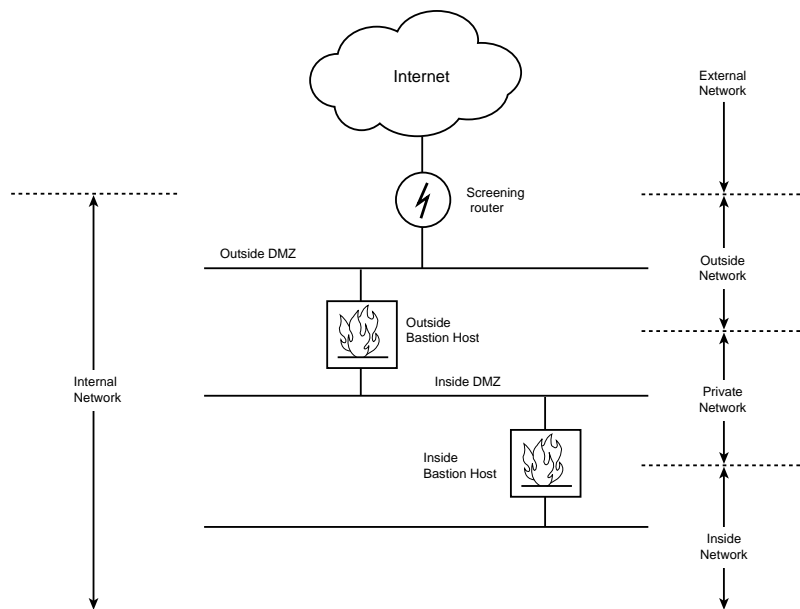 Internet
External
Network
Screening
router
Outside DMZ
Outside
Network
Outside
Bastion Host
Internal
Network
Inside DMZ
Private
Network
Inside
Bastion Host
Inside
Network